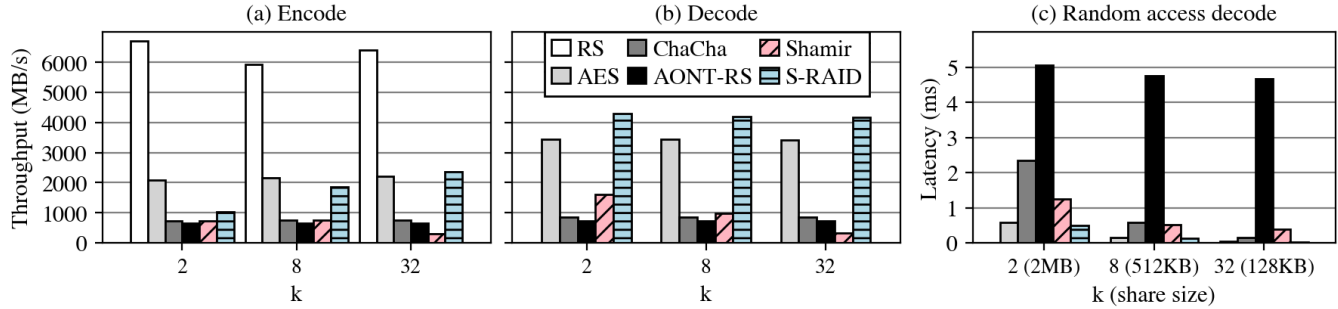 (a) Encode
Throughput (MB/s)
6000
5000
4000
3000
2000
1000
0
2 8 32
k
(b) Decode
RS ChaCha Shamir
AES AONT-RS S-RAID
2 8 32
k
(c) Random access decode
Latency (ms)
5
4
3
2
1
0
2 (2MB) 8 (512KB) 32 (128KB)
k (share size)